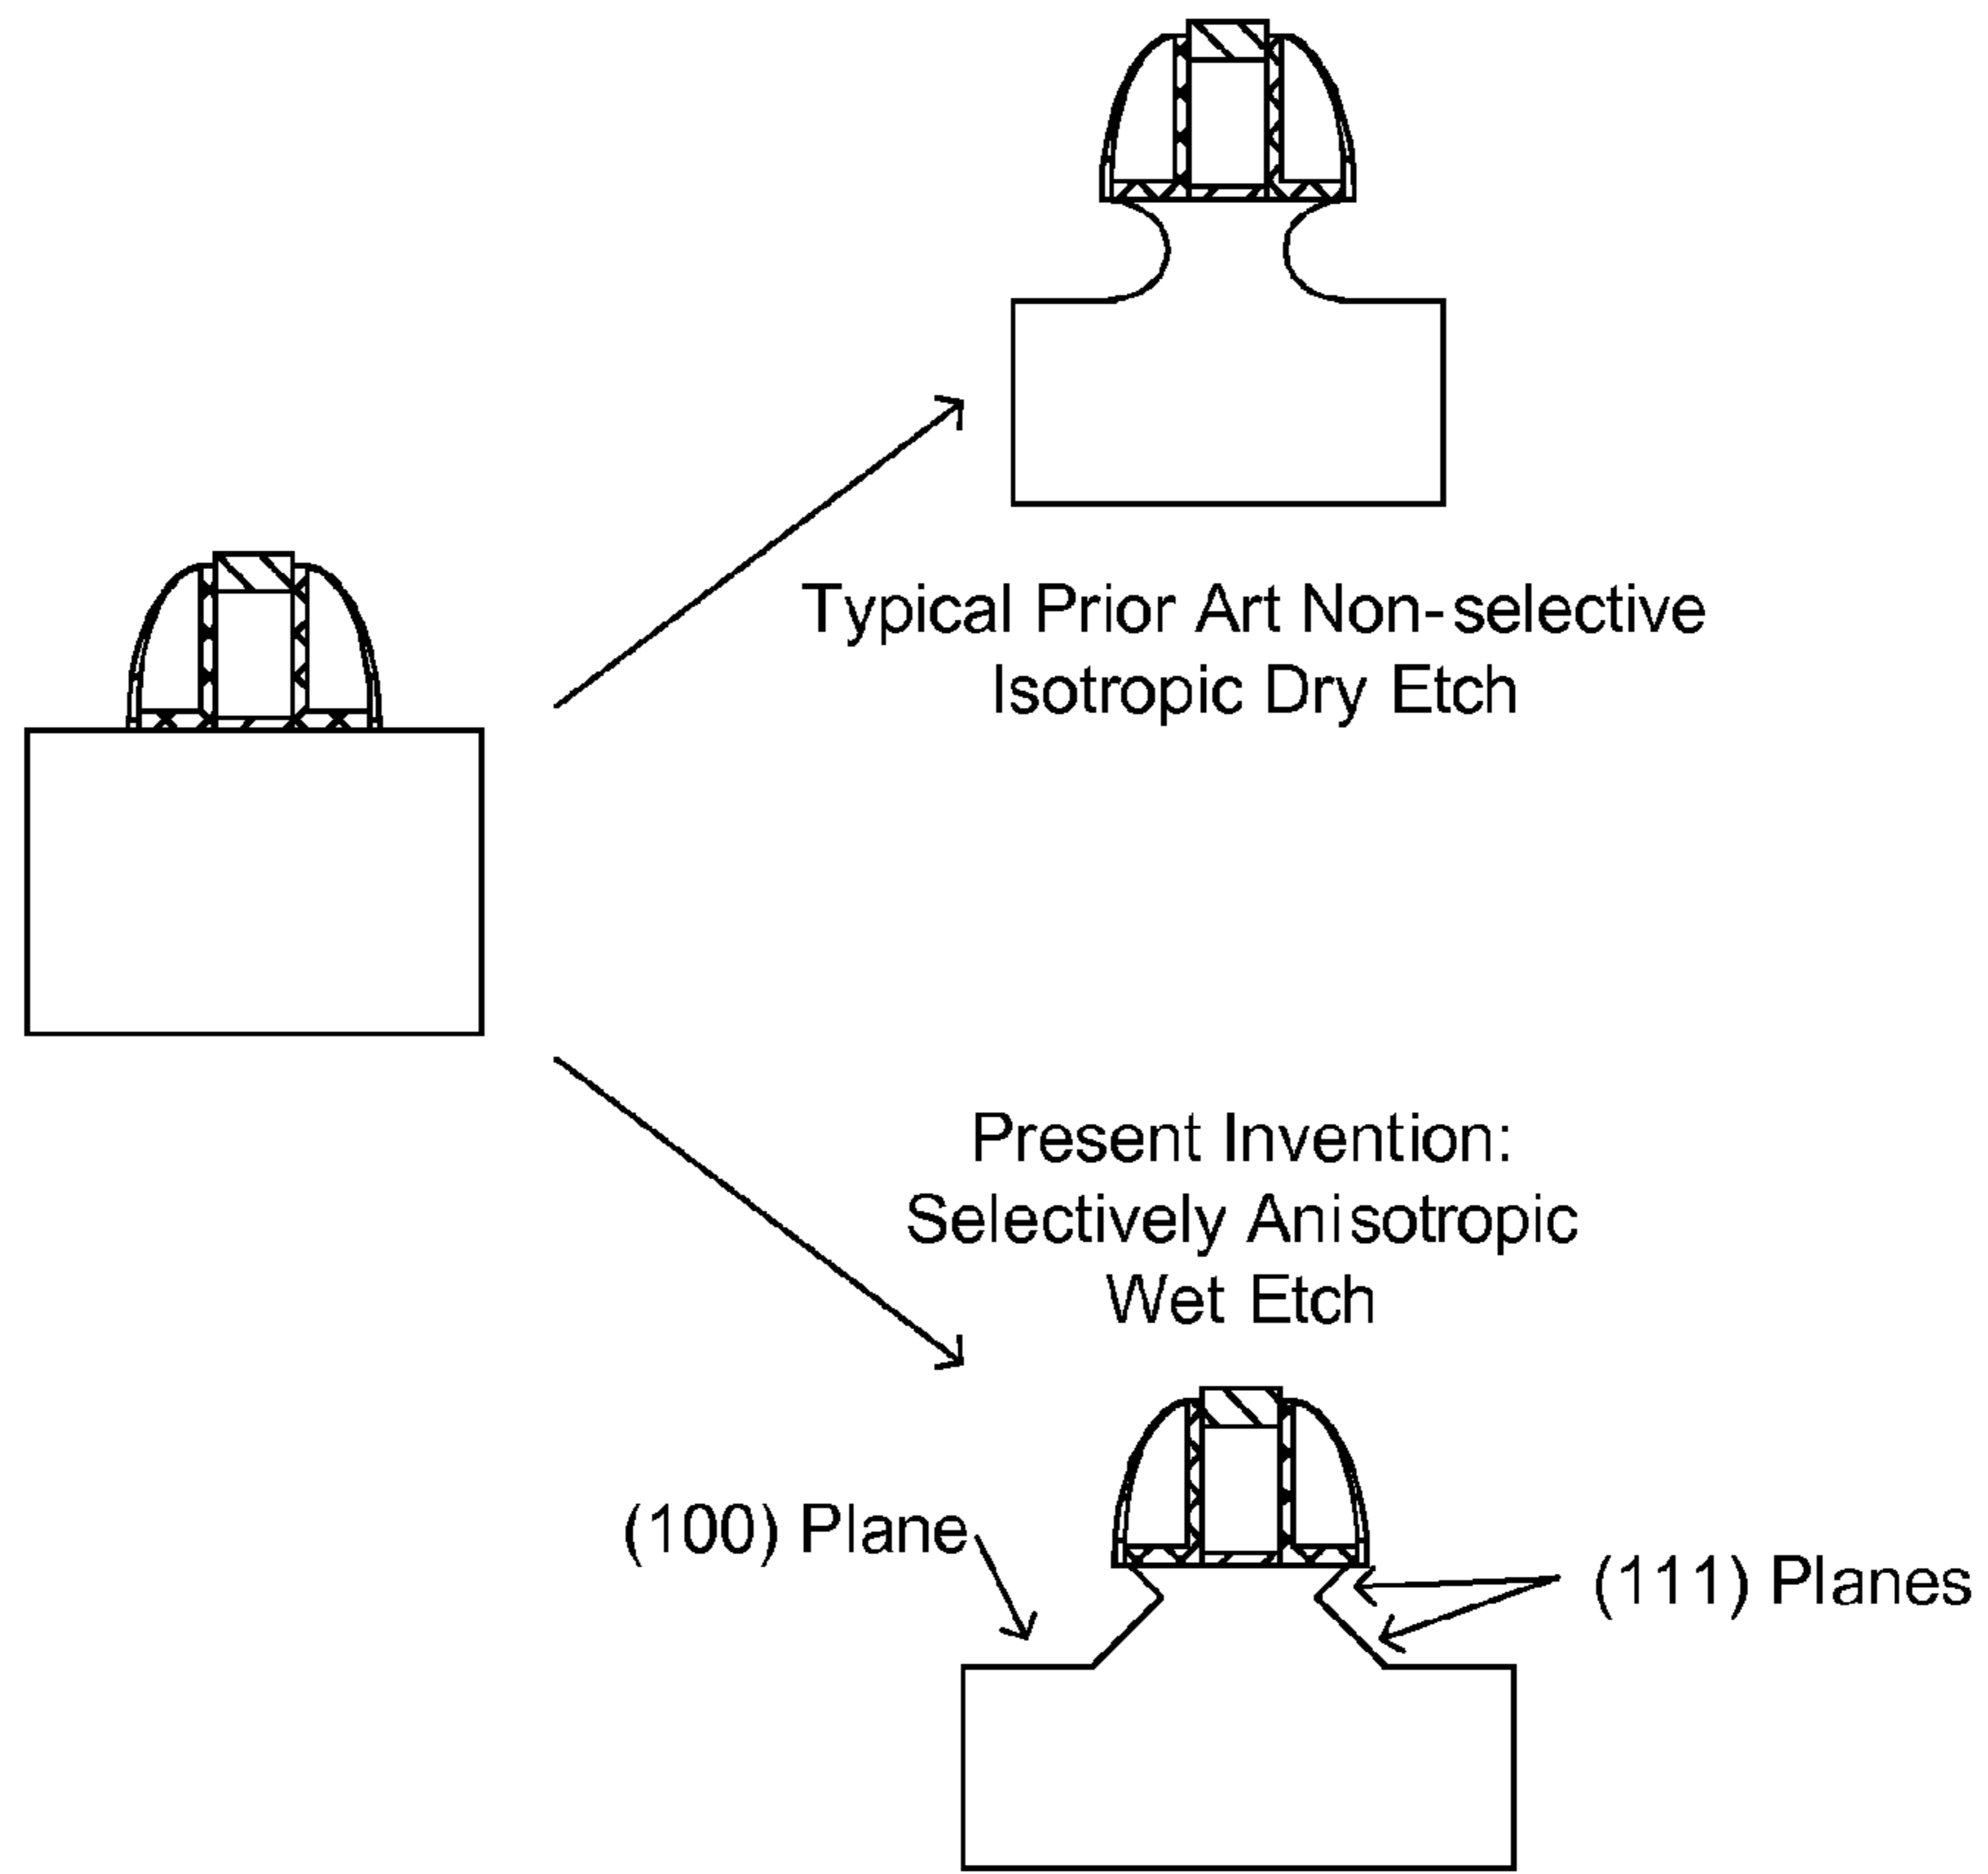 Typical Prior Art Non-selective
Isotropic Dry Etch
Present Invention:
Selectively Anisotropic
Wet Etch
(100) Plane
(111) Planes